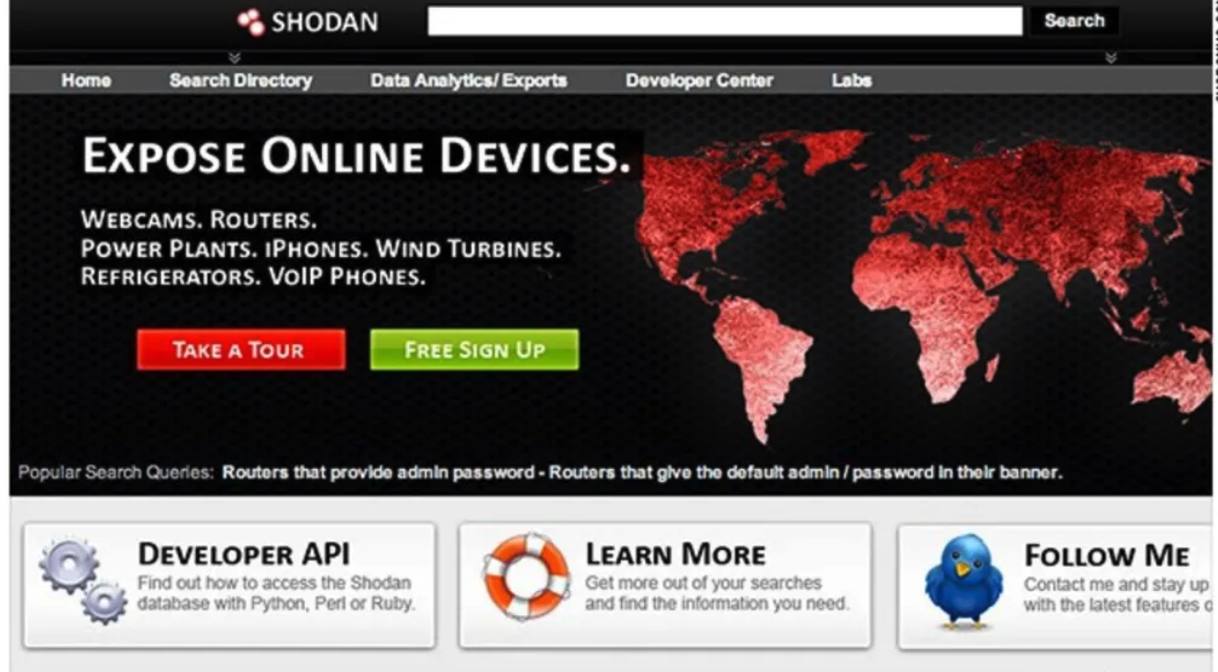 SHODAN
Search
Home Search Directory Data Analytics/Exports Developer Center Labs
EXPOSE ONLINE DEVICES.
WEBCAMS. ROUTERS.
POWER PLANTS. IPHONES. WIND TURBINES.
REFRIGERATORS. VOIP PHONES.
TAKE A TOUR FREE SIGN UP
Popular Search Queries: Routers that provide admin password - Routers that give the default admin / password in their banner.
DEVELOPER API
Find out how to access the Shodan
database with Python, Perl or Ruby.
LEARN MORE
Get more out of your searches
and find the information you need.
FOLLOW ME
Contact me and stay up
with the latest features